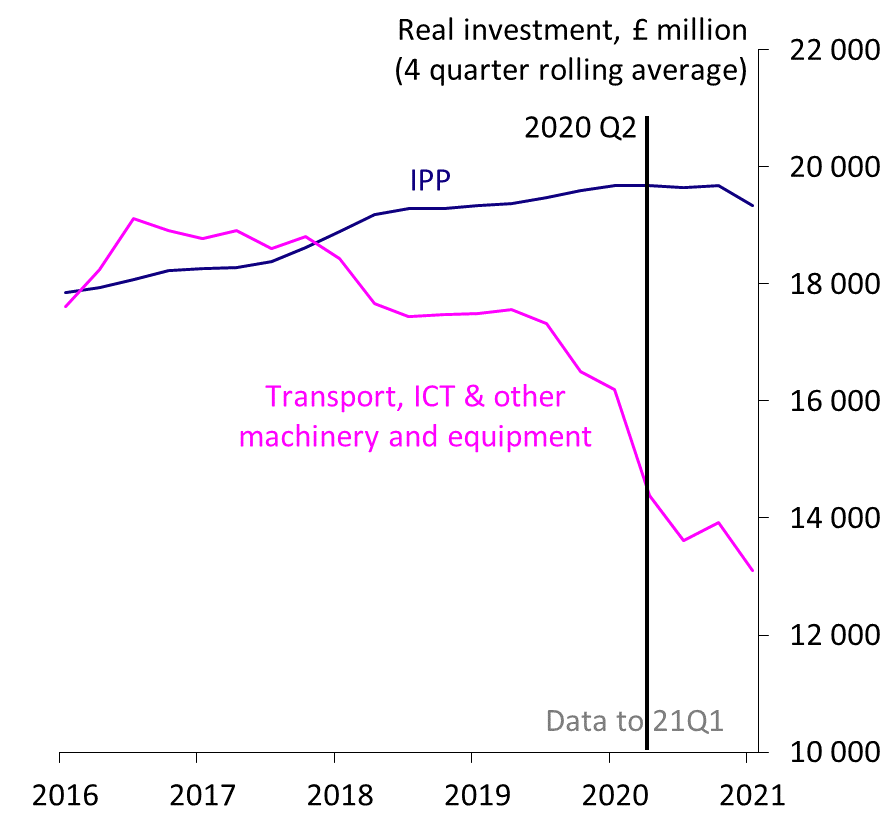 Real investment, £ million
(4 quarter rolling average)
22 000
2020 Q2
20 000
IPP
18 000
16 000
Transport, ICT & other
machinery and equipment
14 000
12 000
Data to 21Q1
10 000
2016 2017 2018 2019 2020 2021